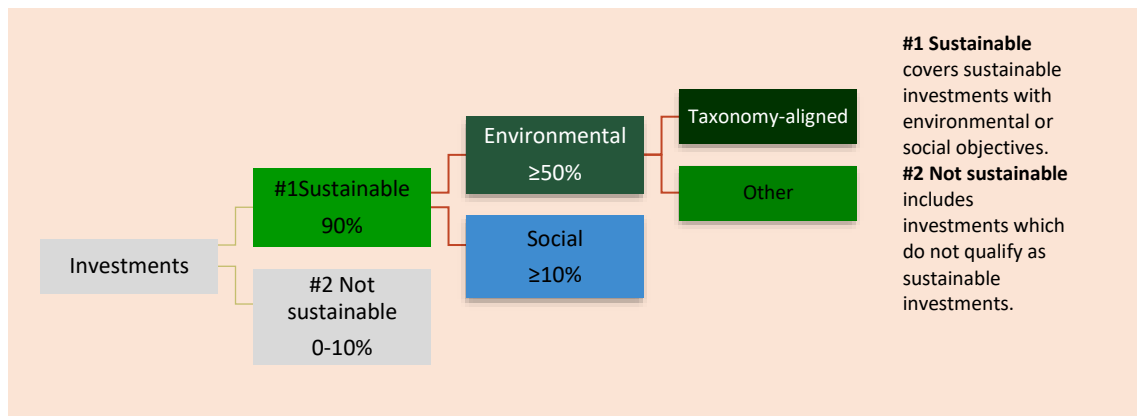 Investments
#1Sustainable
90%
#2 Not
sustainable
0-10%
Environmental
≥50%
Social
≥10%
Taxonomy-aligned
Other
#1 Sustainable
covers sustainable
investments with
environmental or
social objectives.
#2 Not sustainable
includes
investments which
do not qualify as
sustainable
investments.